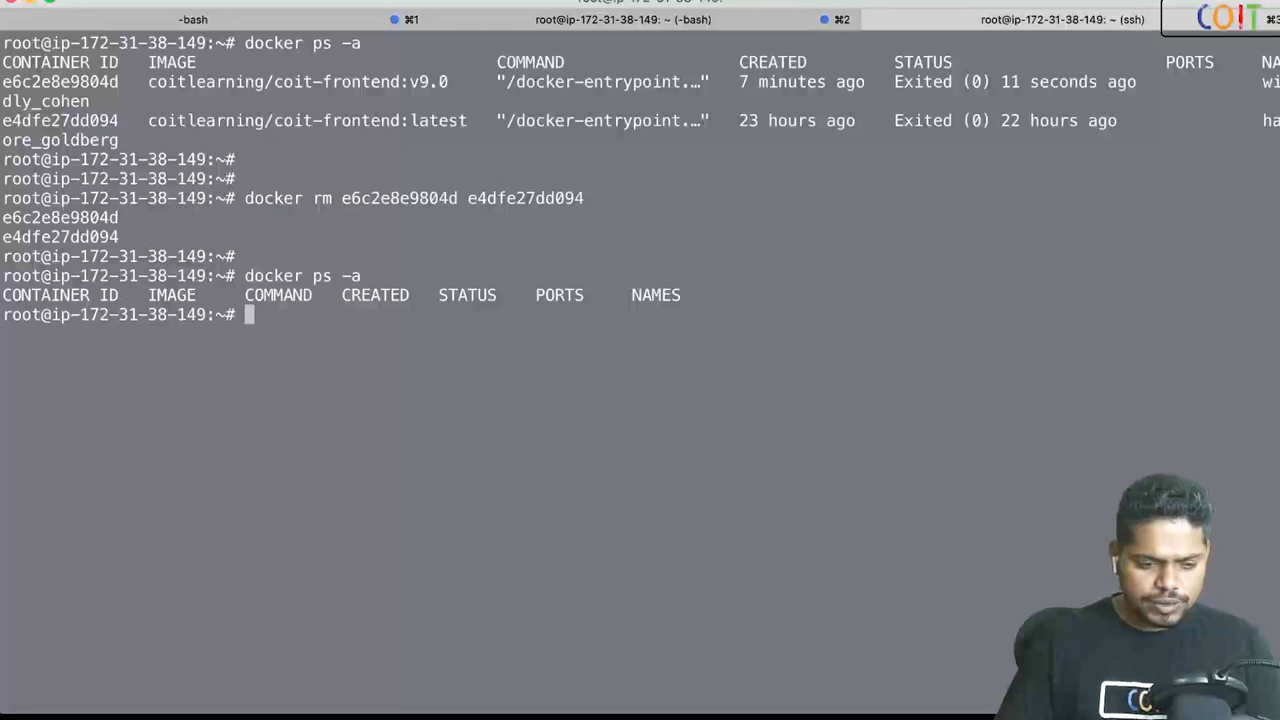 -bash ⌘1 root@ip-172-31-38-149: ~ (-bash) ⌘2 root@ip-172-31-38-149: ~ (ssh) COIT
root@ip-172-31-38-149:~# docker ps -a
CONTAINER ID IMAGE COMMAND CREATED STATUS PORTS NA
e6c2e8e9804d coitlearning/coit-frontend:v9.0 "/docker-entrypoint.…" 7 minutes ago Exited (0) 11 seconds ago wi
dly_cohen
e4dfe27dd094 coitlearning/coit-frontend:latest "/docker-entrypoint.…" 23 hours ago Exited (0) 22 hours ago ha
ore_goldberg
root@ip-172-31-38-149:~#
root@ip-172-31-38-149:~#
root@ip-172-31-38-149:~# docker rm e6c2e8e9804d e4dfe27dd094
e6c2e8e9804d
e4dfe27dd094
root@ip-172-31-38-149:~#
root@ip-172-31-38-149:~# docker ps -a
CONTAINER ID IMAGE COMMAND CREATED STATUS PORTS NAMES
root@ip-172-31-38-149:~#